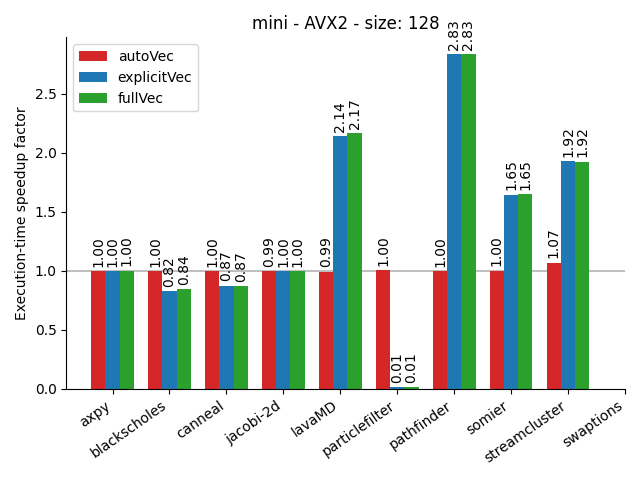 mini - AVX2 - size: 128
autoVec
explicitVec
fullVec
Execution-time speedup factor
2.5
2.0
1.5
1.0
0.5
0.0
1.00 1.00 1.00
1.00 0.82 0.84
1.00 0.87 0.87
0.99 1.00 1.00
0.99 2.14 2.17
1.00 0.01 0.01
1.00 2.83 2.83
1.00 1.65 1.65
1.07 1.92 1.92
axpy
blackscholes
canneal
jacobi-2d
lavaMD
particlefilter
pathfinder
somier
streamcluster
swaptions